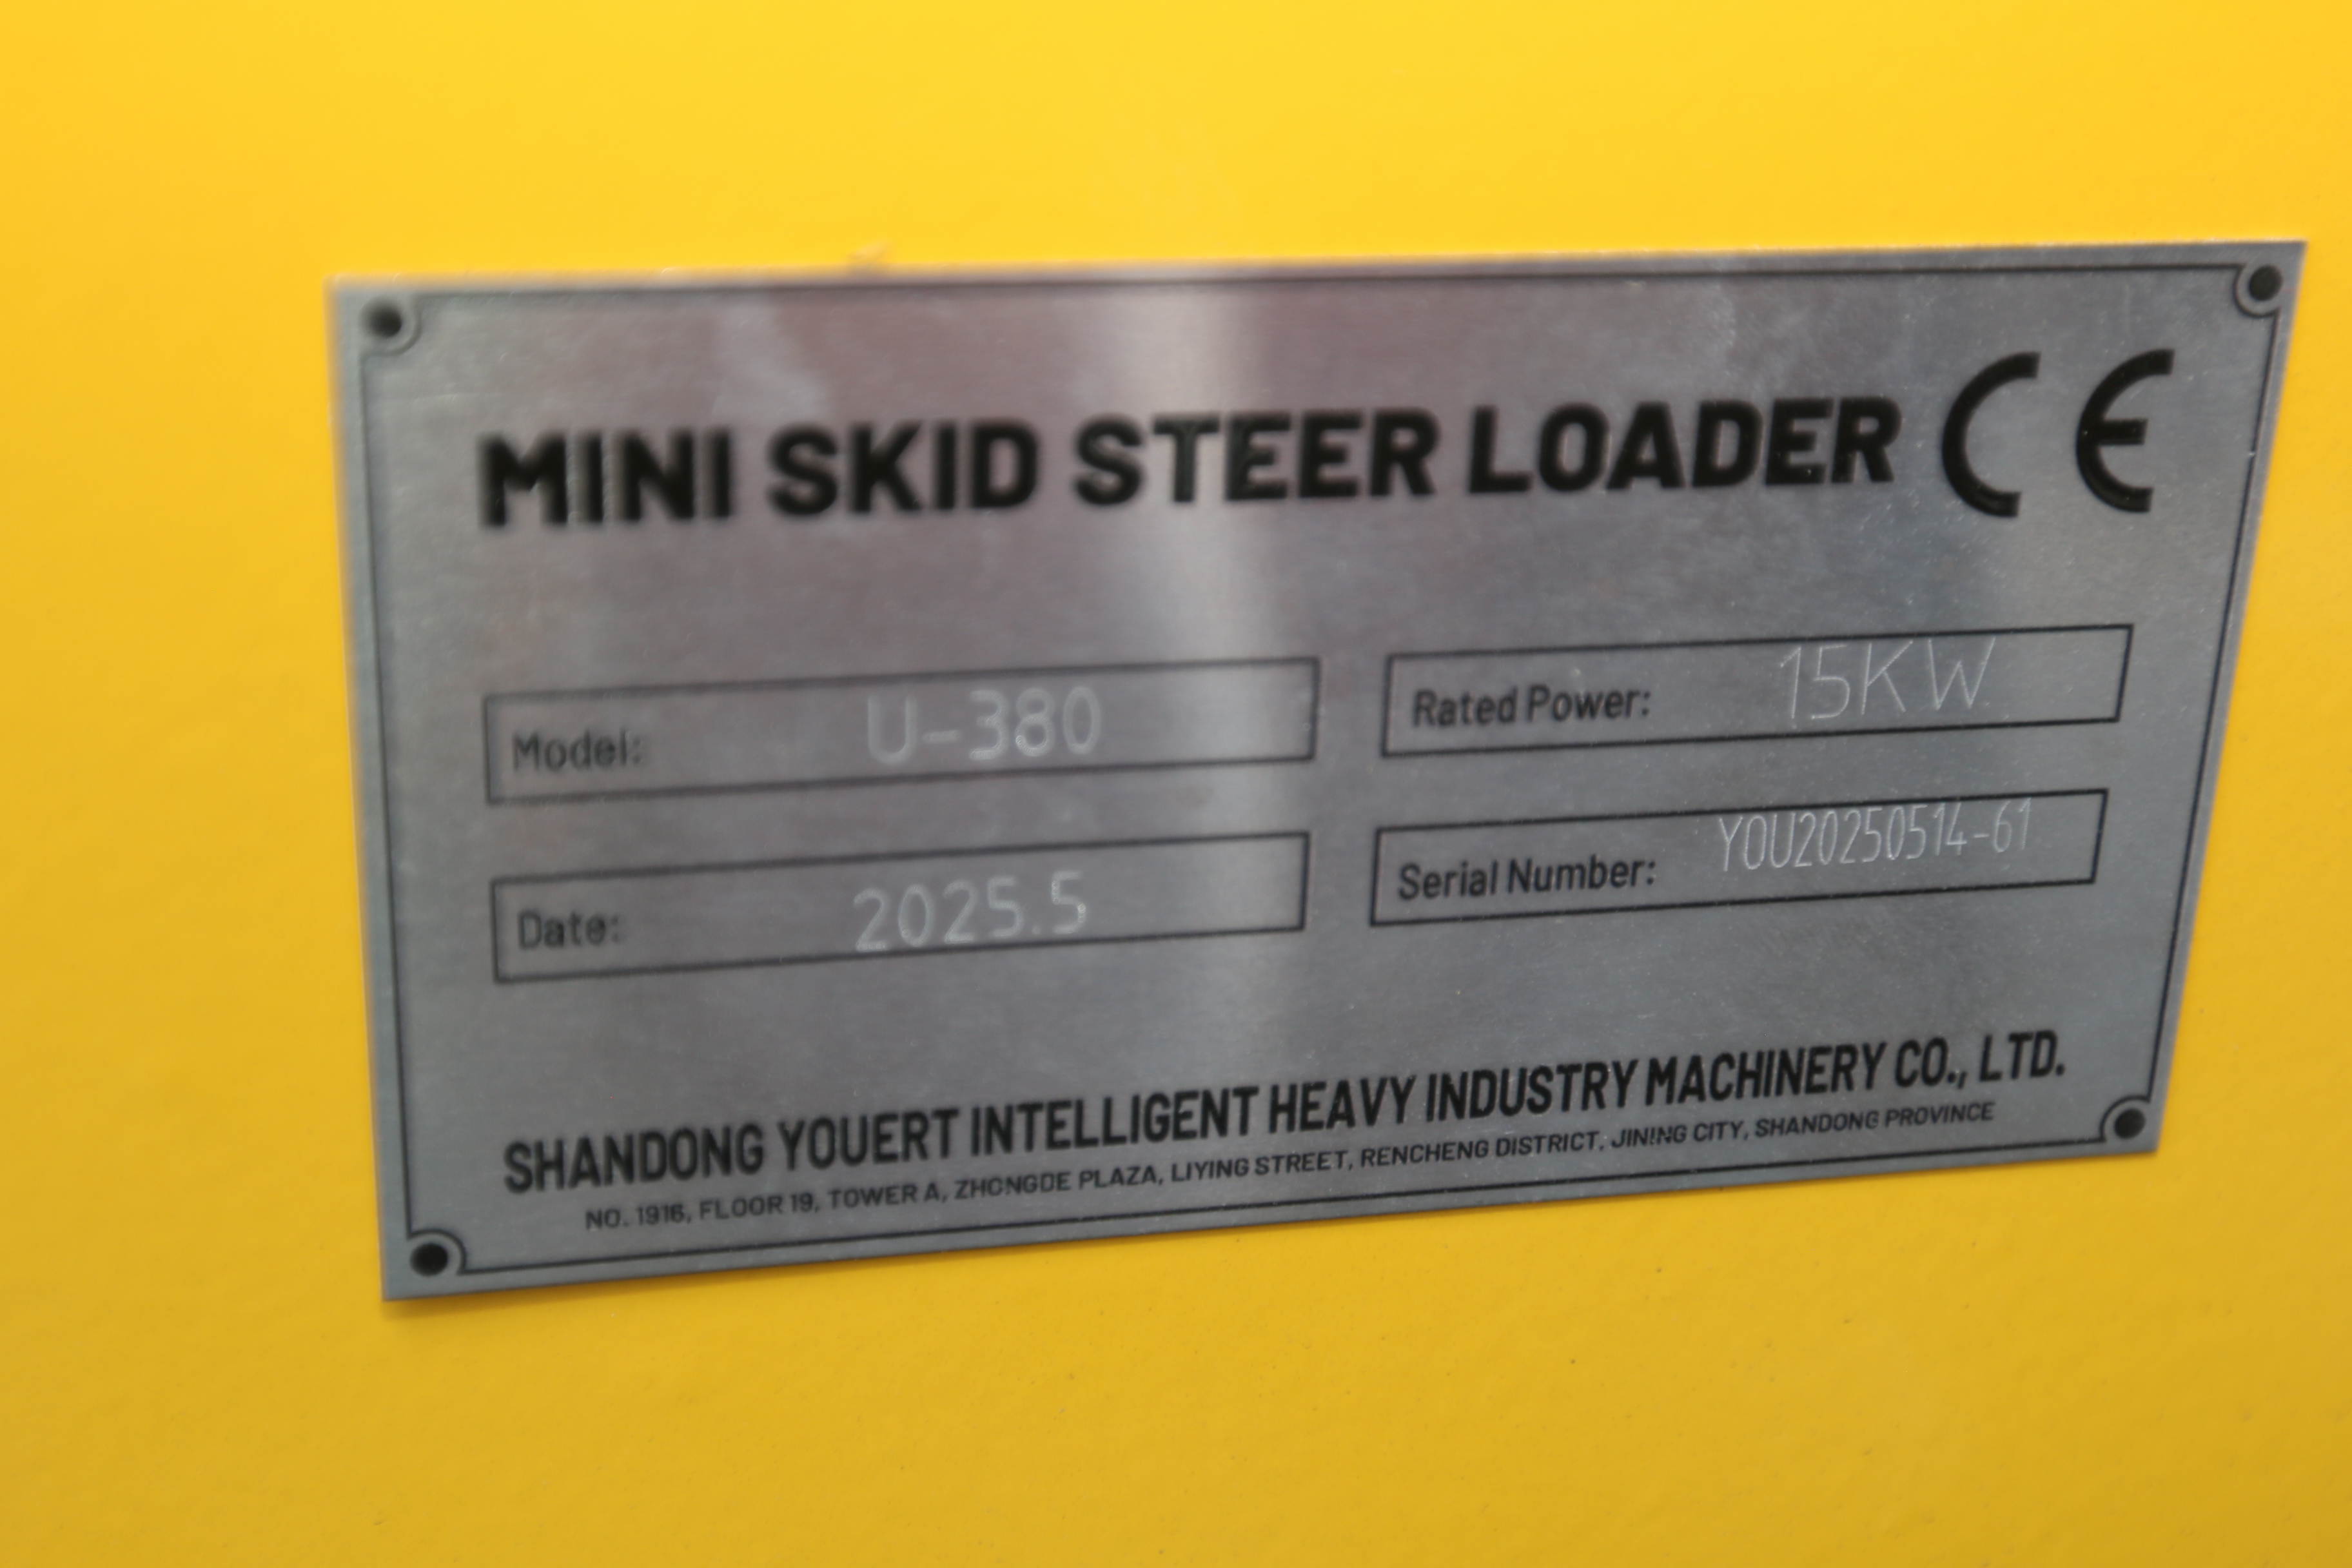 MINI SKID STEER LOADER CE
Model: U-380
Rated Power: 15KW
Date: 2025.5
Serial Number: YOU20250514-61
SHANDONG YOUERT INTELLIGENT HEAVY INDUSTRY MACHINERY CO., LTD.
NO. 1916, FLOOR 19, TOWER A, ZHONGDE PLAZA, LIYING STREET, RENCHENG DISTRICT, JINING CITY, SHANDONG PROVINCE